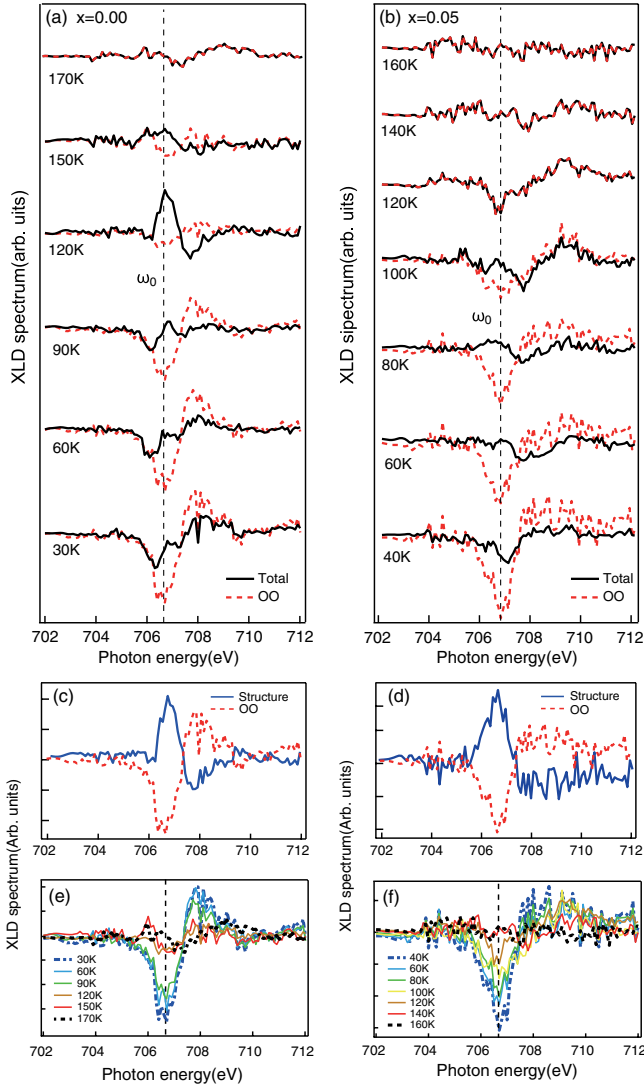 (a) x=0.00
170K
150K
120K
ω0
90K
60K
30K
Total
OO
XLD spectrum(arb. uits)
702 704 706 708 710 712
Photon energy(eV)
(b) x=0.05
160K
140K
120K
100K
ω0
80K
60K
40K
Total
OO
XLD sipectrum(arb. uits)
702 704 706 708 710 712
Photon energy(eV)
(c)
Structure
OO
702 704 706 708 710 712
(d)
Structure
OO
702 704 706 708 710 712
XLD spectrum(Arb. units)
XLD spectrum(Arb. units)
(e)
30K
60K
90K
120K
150K
170K
702 704 706 708 710 712
Photon energy(eV)
(f)
40K
60K
80K
100K
120K
140K
160K
702 704 706 708 710 712
Photon energy(eV)